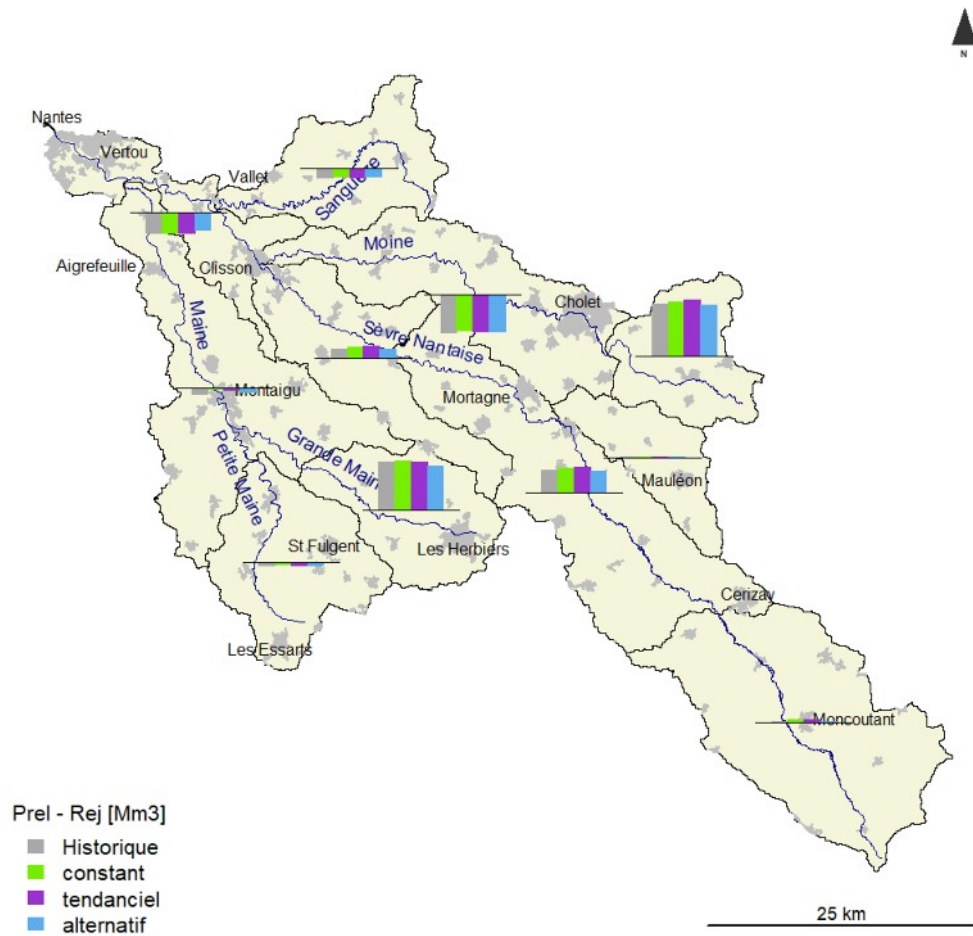 N
Nantes
Vertou
Vallet
Sanguèze
Moine
Aigrefeuille
Clisson
Cholet
Maine
Sèvre Nantaise
Montaigu
Mortagne
Petite Maine
Grande Main
Mauléon
St Fulgent
Les Herbiers
Cerizay
Les Essarts
Moncoutant
Prel - Rej [Mm3]
Historique
constant
tendanciel
alternatif
25 km